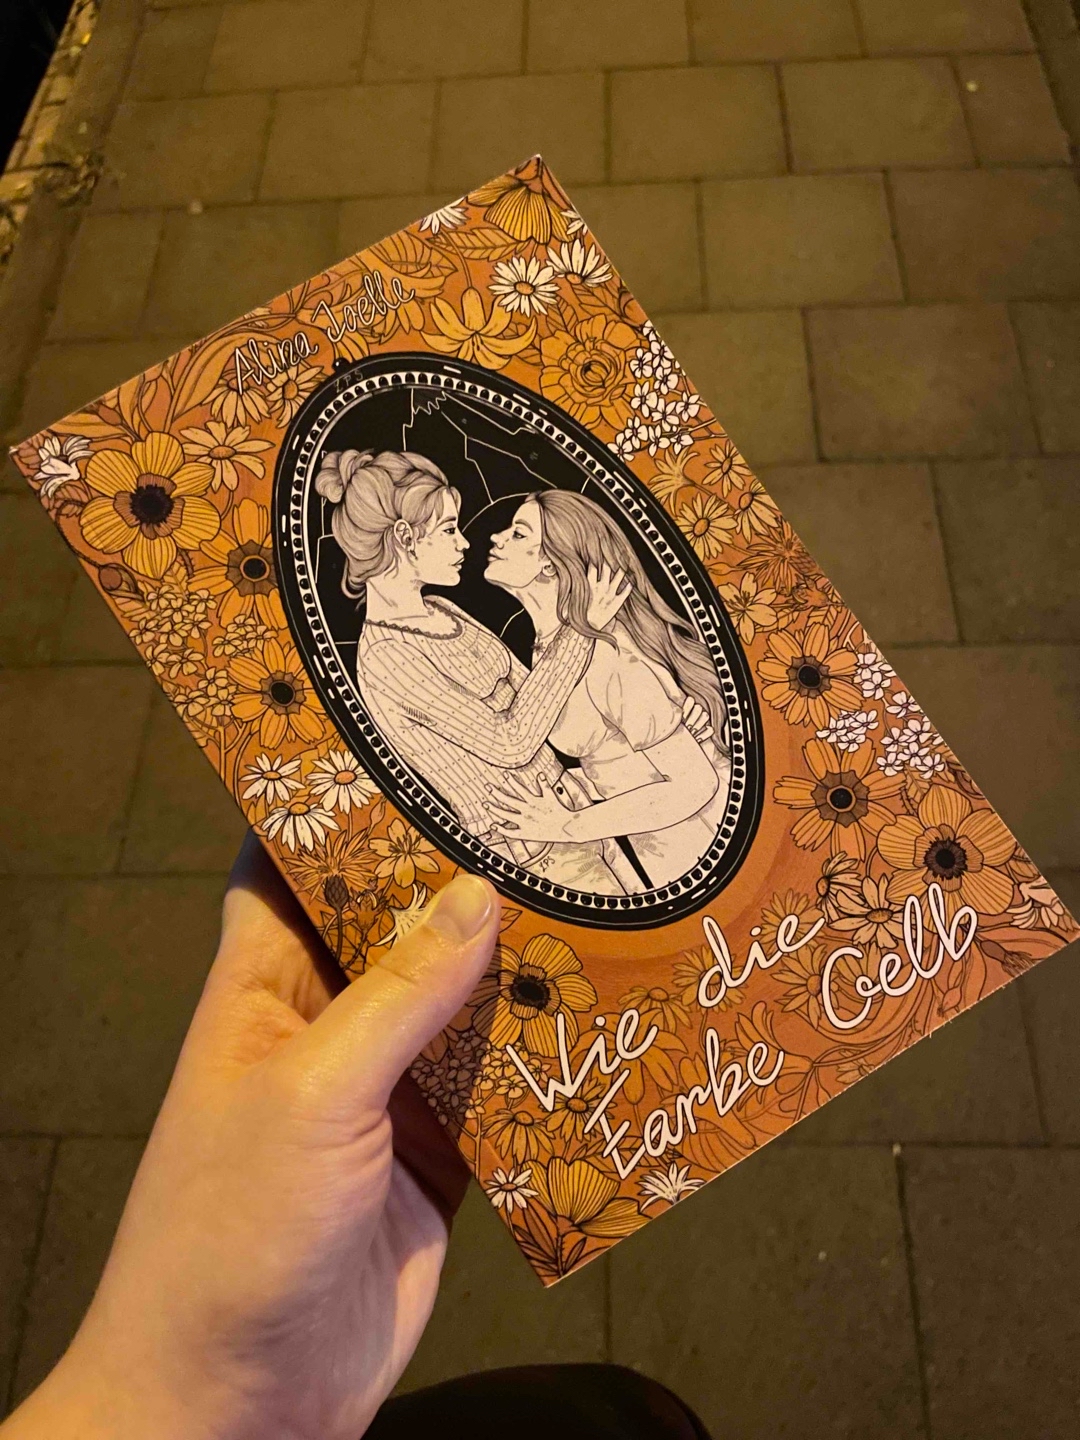 Alina Joelle
Wie die
Farbe Gelb